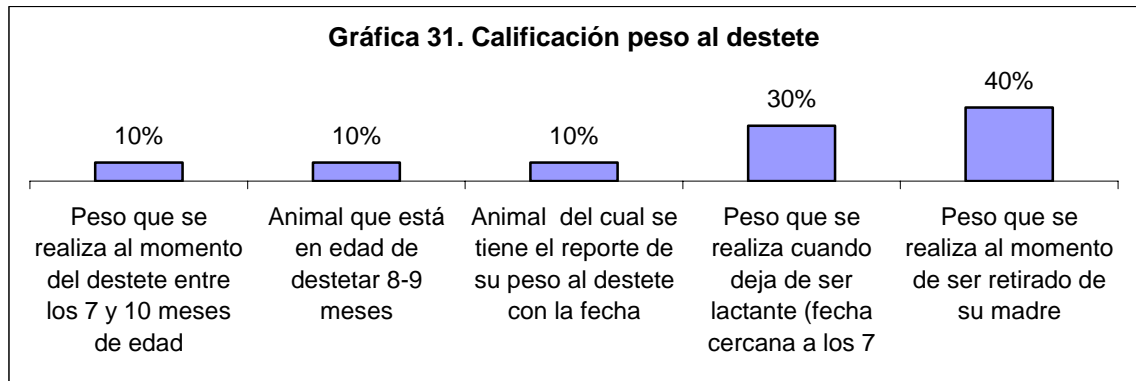 Gráfica 31. Calificación peso al destete
10%
10%
10%
30%
40%
Peso que se
realiza al momento
del destete entre
los 7 y 10 meses
de edad
Animal que está
en edad de
destetar 8-9
meses
Animal del cual se
tiene el reporte de
su peso al destete
con la fecha
Peso que se
realiza cuando
deja de ser
lactante (fecha
cercana a los 7
Peso que se
realiza al momento
de ser retirado de
su madre